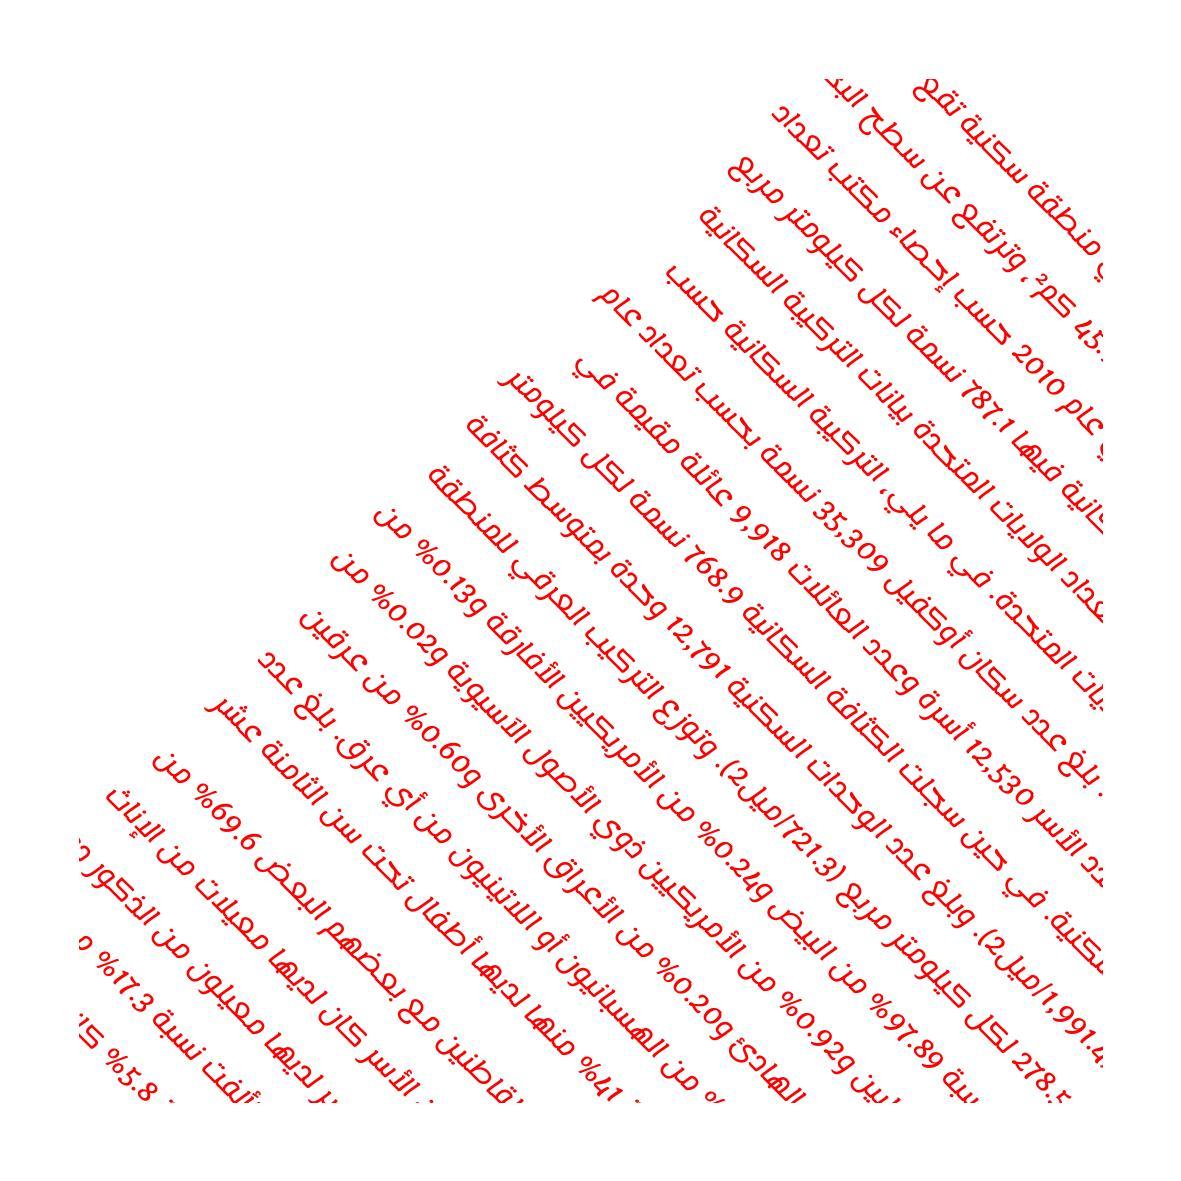 منطقة سكنية تقع
كم²، وترتفع عن سطح
عام 2010 حسب إحصاء مكتب تعداد
فيها 787.1 نسمة لكل كيلومتر مربع
الولايات المتحدة بيانات التركيبة السكانية
المتحدة. في ما يلي، التركيبة السكانية حسب
. بلغ عدد سكان أوكفيل 35,309 نسمة بحسب تعداد عام
الأسر 12,530 أسرة وعدد العائلات 9,918 عائلة مقيمة في
سكنية. في حين سجلت الكثافة السكانية 768.9 نسمة لكل كيلومتر
1,991.4/ميل2). وبلغ عدد الوحدات السكنية 12,791 وحدة بمتوسط كثافة
278.5 لكل كيلومتر مربع (721.3/ميل2). وتوزع التركيب العرقي للمنطقة
97.89% من البيض و0.24% من الأمريكيين الأفارقة و0.13% من
و0.92% من الأمريكيين ذوي الأصول الآسيوية و0.02% من
الهادئ و0.20% من الأعراق الأخرى و0.60% من عرقين
% من الهسبانيون أو اللاتينيون من أي عرق. بلغ عدد
41% منها لديها أطفال تحت سن الثامنة عشر
قاطنين مع بعضهم البعض 69.6% من
الأسر كان لديها معيلات من الإناث
لديها معيلون من الذكور
نسبة 17.3%
5.8%